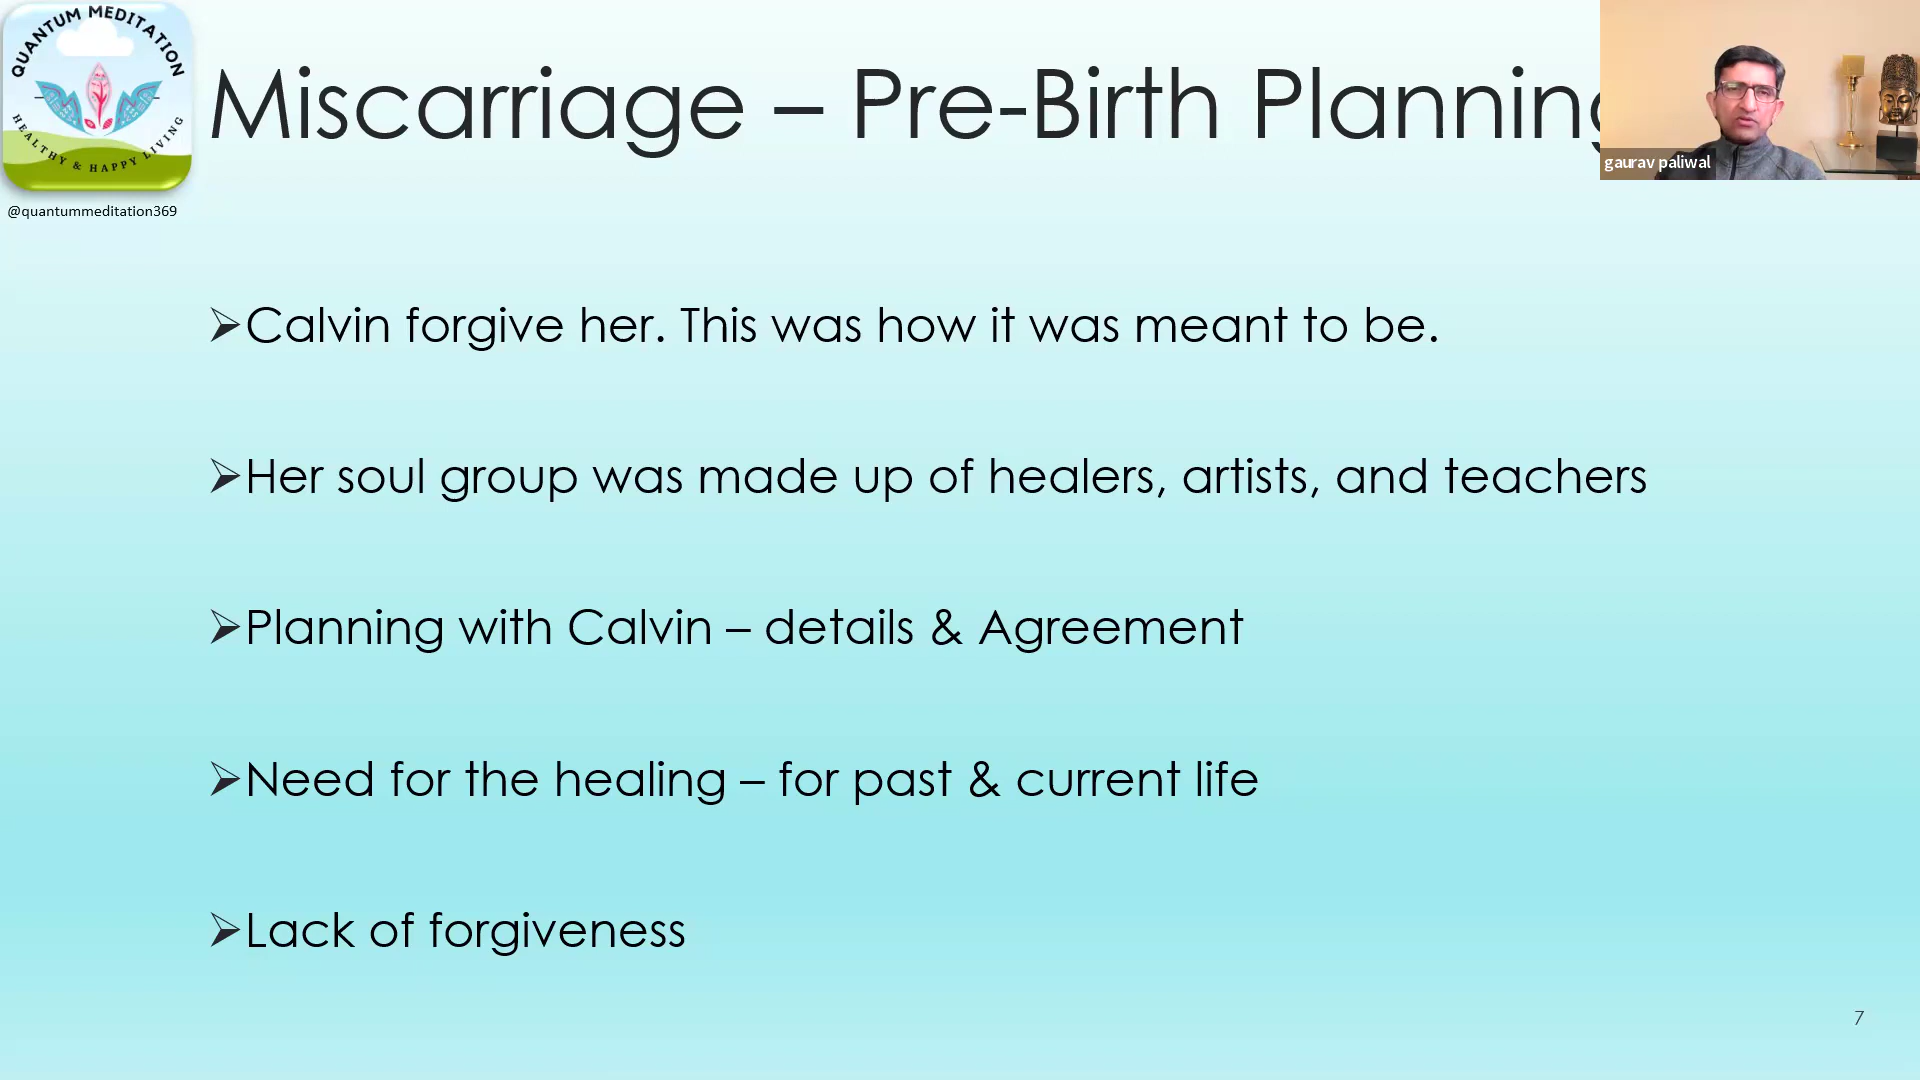 QUANTUM MEDITATION
HEALTHY & HAPPY LIVING
@quantummeditation369
Miscarriage – Pre-Birth Planning
gaurav paliwal
➢Calvin forgive her. This was how it was meant to be.
➢Her soul group was made up of healers, artists, and teachers
➢Planning with Calvin – details & Agreement
➢Need for the healing – for past & current life
➢Lack of forgiveness
7